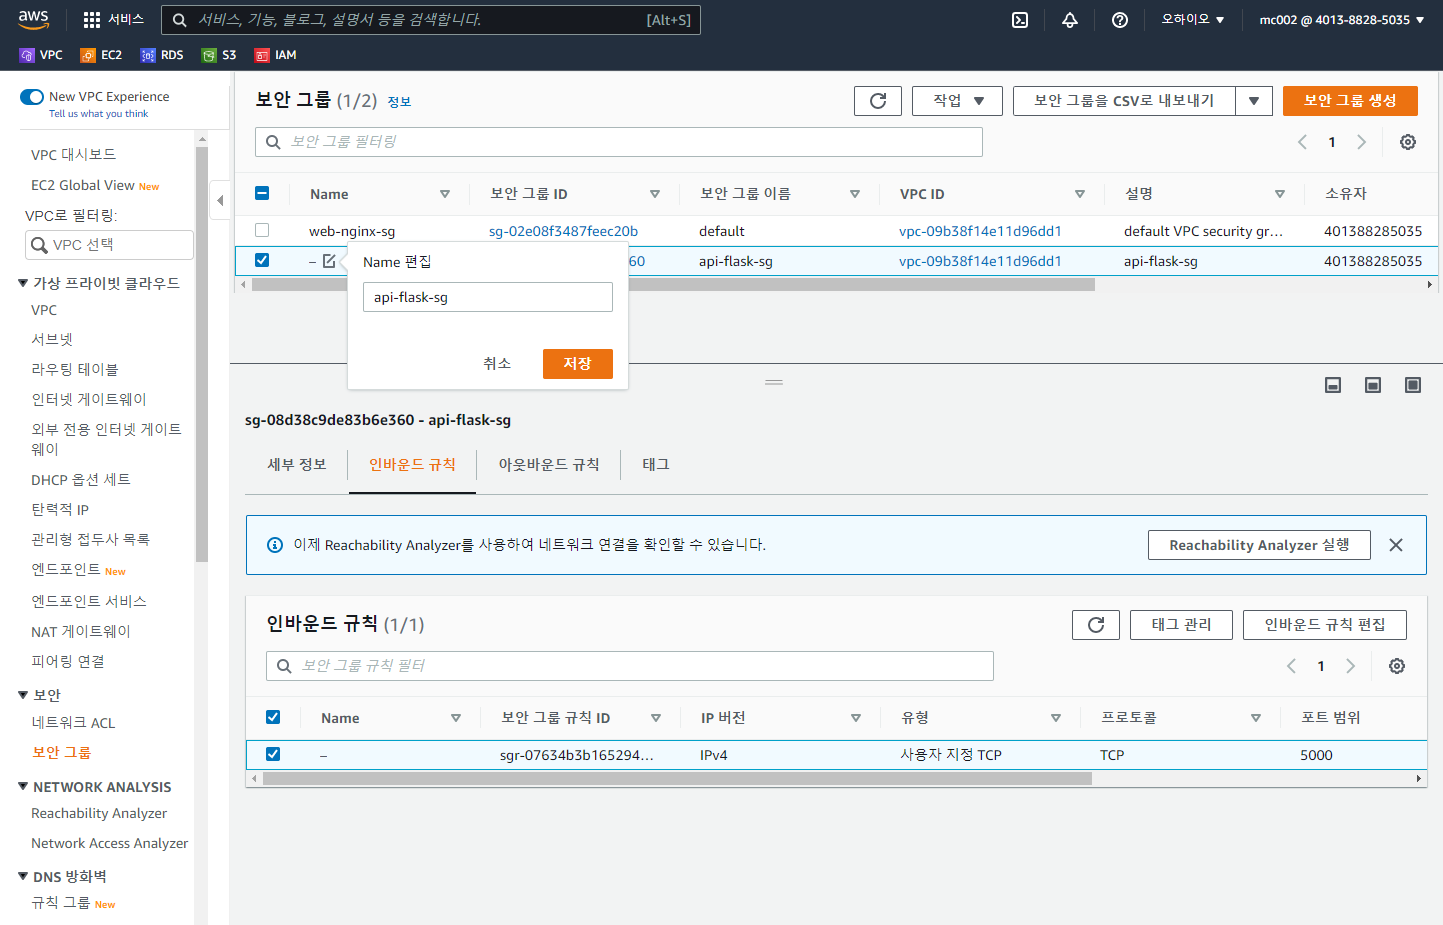 aws
서비스
서비스, 기능, 블로그, 설명서 등을 검색합니다.
[Alt+S]
오하이오 ▼
mc002 @ 4013-8828-5035 ▼
VPC
EC2
RDS
S3
IAM
New VPC Experience
Tell us what you think
VPC 대시보드
EC2 Global View New
VPC로 필터링:
VPC 선택
가상 프라이빗 클라우드
VPC
서브넷
라우팅 테이블
인터넷 게이트웨이
외부 전용 인터넷 게이트
웨이
DHCP 옵션 세트
탄력적 IP
관리형 접두사 목록
엔드포인트 New
엔드포인트 서비스
NAT 게이트웨이
피어링 연결
보안
네트워크 ACL
보안 그룹
NETWORK ANALYSIS
Reachability Analyzer
Network Access Analyzer
DNS 방화벽
규칙 그룹 New
보안 그룹 (1/2) 정보
작업 ▼
보안 그룹을 CSV로 내보내기
보안 그룹 생성
보안 그룹 필터링
1
Name
보안 그룹 ID
보안 그룹 이름
VPC ID
설명
소유자
web-nginx-sg
sg-02e08f3487feec20b
default
vpc-09b38f14e11d96dd1
default VPC security gr…
401388285035
–
60
api-flask-sg
vpc-09b38f14e11d96dd1
api-flask-sg
401388285035
Name 편집
api-flask-sg
취소
저장
sg-08d38c9de83b6e360 - api-flask-sg
세부 정보
인바운드 규칙
아웃바운드 규칙
태그
이제 Reachability Analyzer를 사용하여 네트워크 연결을 확인할 수 있습니다.
Reachability Analyzer 실행
인바운드 규칙 (1/1)
태그 관리
인바운드 규칙 편집
보안 그룹 규칙 필터
1
Name
보안 그룹 규칙 ID
IP 버전
유형
프로토콜
포트 범위
–
sgr-07634b3b165294…
IPv4
사용자 지정 TCP
TCP
5000